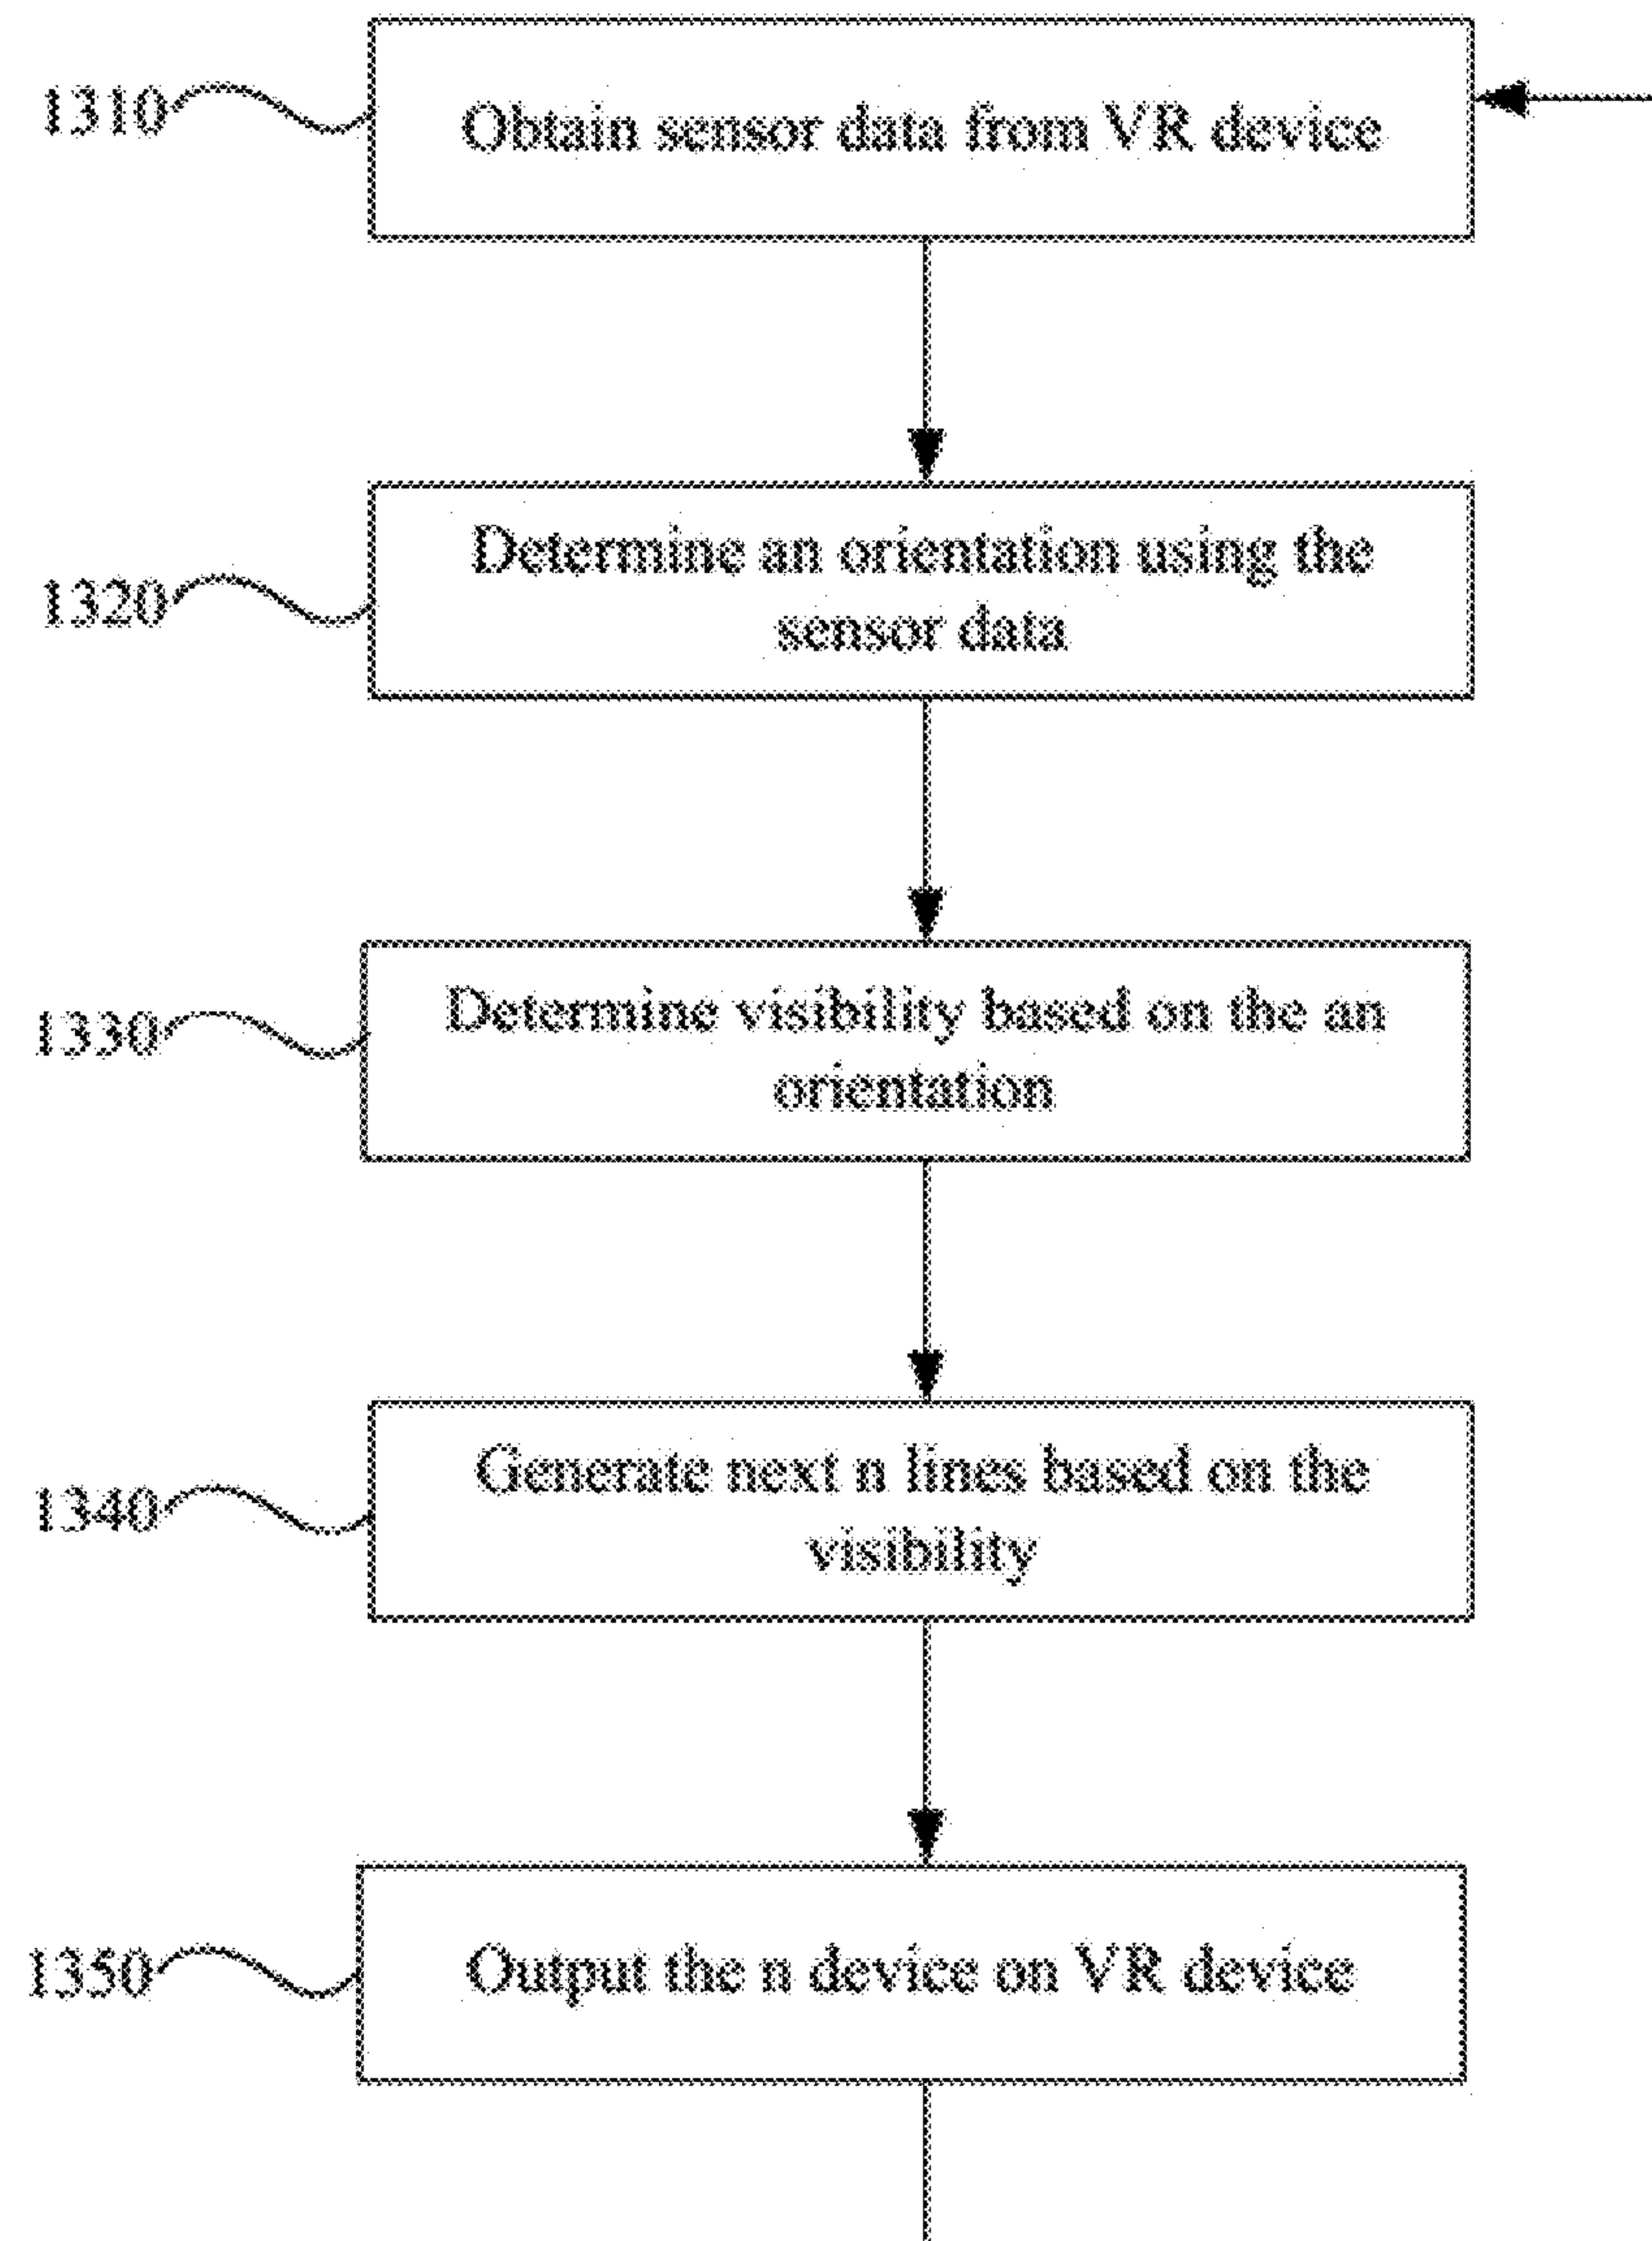 1310
Obtain sensor data from VR device
1320
Determine an orientation using the
sensor data
1330
Determine visibility based on the an
orientation
1340
Generate next n lines based on the
visibility
1350
Output the n device on VR device